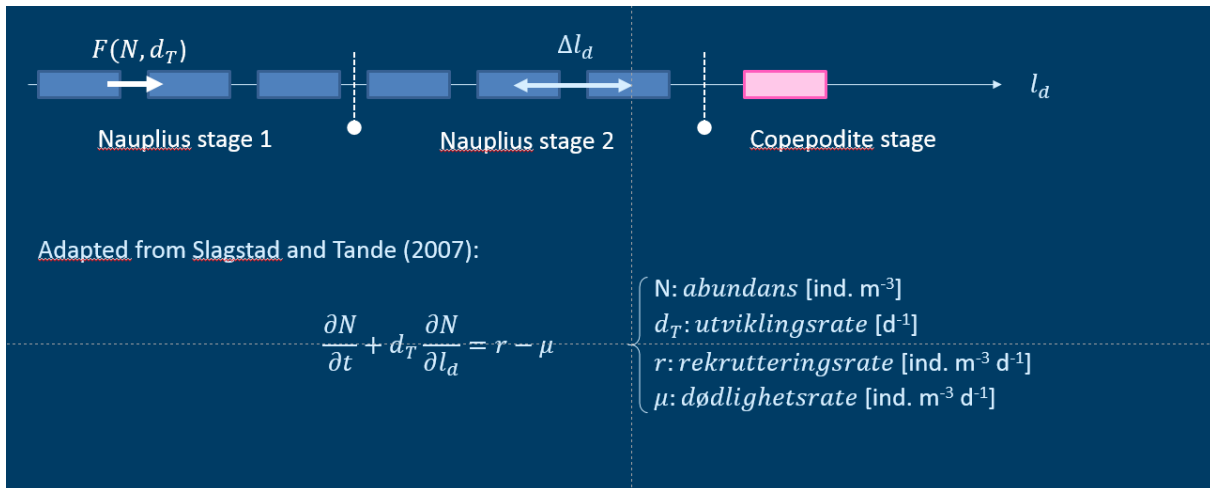 F(N, d_T)
Δl_d
l_d
Nauplius stage 1
Nauplius stage 2
Copepodite stage
Adapted from Slagstad and Tande (2007):
∂N/∂t + d_T ∂N/∂l_d = r − μ
N: abundans [ind. m⁻³]
d_T: utviklingsrate [d⁻¹]
r: rekrutteringsrate [ind. m⁻³ d⁻¹]
μ: dødlighetsrate [ind. m⁻³ d⁻¹]